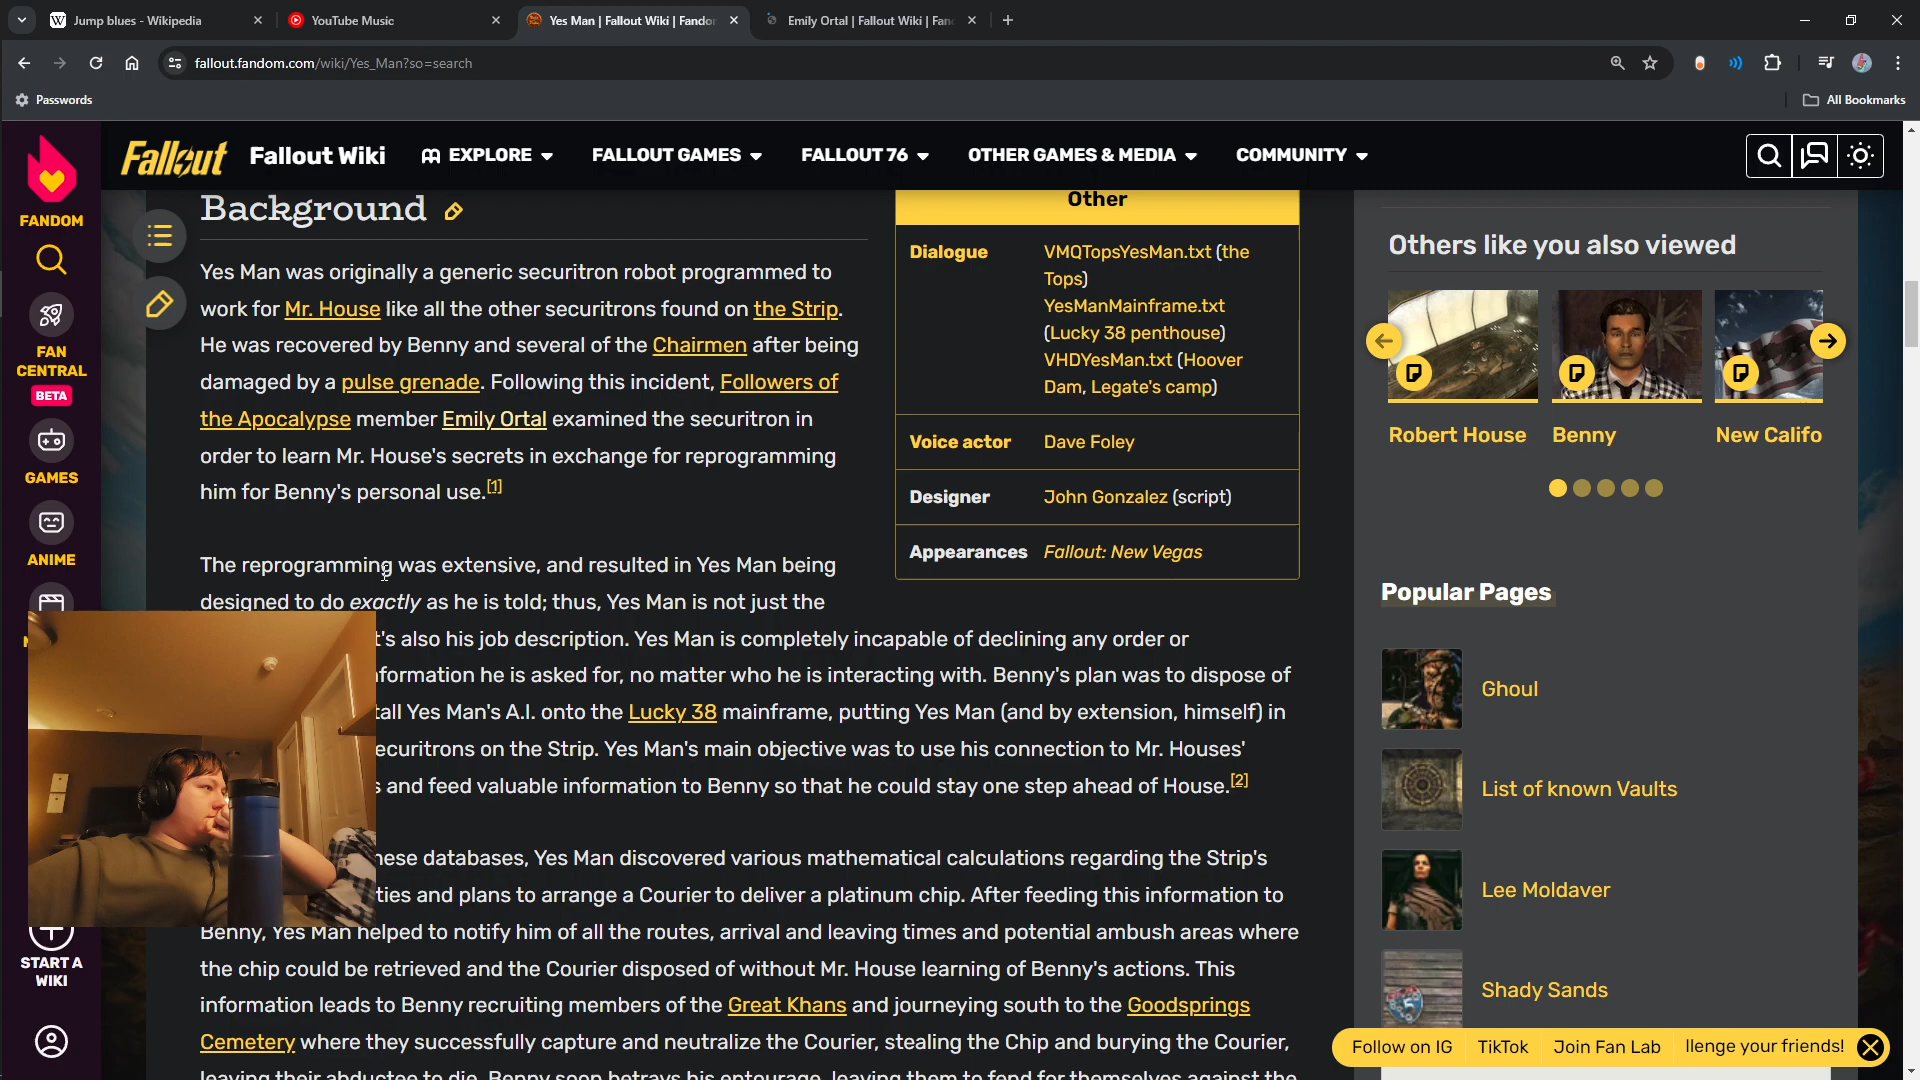 Jump blues - Wikipedia
YouTube Music
Yes Man | Fallout Wiki | Fandor
Emily Ortal | Fallout Wiki | Fan
fallout.fandom.com/wiki/Yes_Man?so=search
Passwords
All Bookmarks
Fallout
Fallout Wiki
EXPLORE
FALLOUT GAMES
FALLOUT 76
OTHER GAMES & MEDIA
COMMUNITY
FANDOM
FAN
CENTRAL
BETA
GAMES
ANIME
START A
WIKI
Background
Yes Man was originally a generic securitron robot programmed to
work for Mr. House like all the other securitrons found on the Strip.
He was recovered by Benny and several of the Chairmen after being
damaged by a pulse grenade. Following this incident, Followers of
the Apocalypse member Emily Ortal examined the securitron in
order to learn Mr. House's secrets in exchange for reprogramming
him for Benny's personal use.[1]
The reprogramming was extensive, and resulted in Yes Man being
designed to do exactly as he is told; thus, Yes Man is not just the
t's also his job description. Yes Man is completely incapable of declining any order or
formation he is asked for, no matter who he is interacting with. Benny's plan was to dispose of
tall Yes Man's A.I. onto the Lucky 38 mainframe, putting Yes Man (and by extension, himself) in
ecuritrons on the Strip. Yes Man's main objective was to use his connection to Mr. Houses'
s and feed valuable information to Benny so that he could stay one step ahead of House.[2]
hese databases, Yes Man discovered various mathematical calculations regarding the Strip's
ties and plans to arrange a Courier to deliver a platinum chip. After feeding this information to
Benny, Yes Man helped to notify him of all the routes, arrival and leaving times and potential ambush areas where
the chip could be retrieved and the Courier disposed of without Mr. House learning of Benny's actions. This
information leads to Benny recruiting members of the Great Khans and journeying south to the Goodsprings
Cemetery where they successfully capture and neutralize the Courier, stealing the Chip and burying the Courier,
leaving their abductee to die. Benny soon betrays his entourage, leaving them to fend for themselves against the
Other
Dialogue
VMQTopsYesMan.txt (the
Tops)
YesManMainframe.txt
(Lucky 38 penthouse)
VHDYesMan.txt (Hoover
Dam, Legate's camp)
Voice actor Dave Foley
Designer John Gonzalez (script)
Appearances Fallout: New Vegas
Others like you also viewed
Robert House
Benny
New Califo
Popular Pages
Ghoul
List of known Vaults
Lee Moldaver
Shady Sands
Follow on IG TikTok Join Fan Lab llenge your friends!